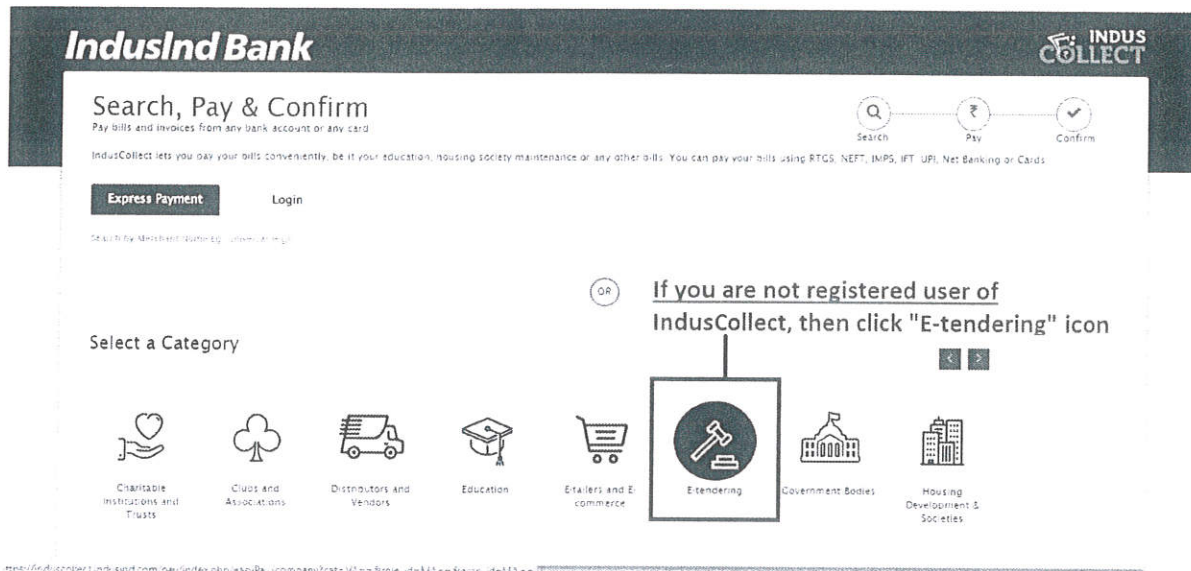 IndusInd Bank
INDUS
COLLECT
Search, Pay & Confirm
Pay bills and invoices from any bank account or any card
Search
Pay
Confirm
IndusCollect lets you pay your bills conveniently, be it your education, housing society maintenance or any other bills. You can pay your bills using RTGS, NEFT, IMPS, IFT, UPI, Net Banking or Cards
Express Payment
Login
Search by Merchant Name
OR
If you are not registered user of
IndusCollect, then click "E-tendering" icon
Select a Category
Charitable
Institutions and
Trusts
Clubs and
Associations
Distributors and
Vendors
Education
E-tailers and E-
commerce
E-tendering
Government Bodies
Housing
Development &
Societies